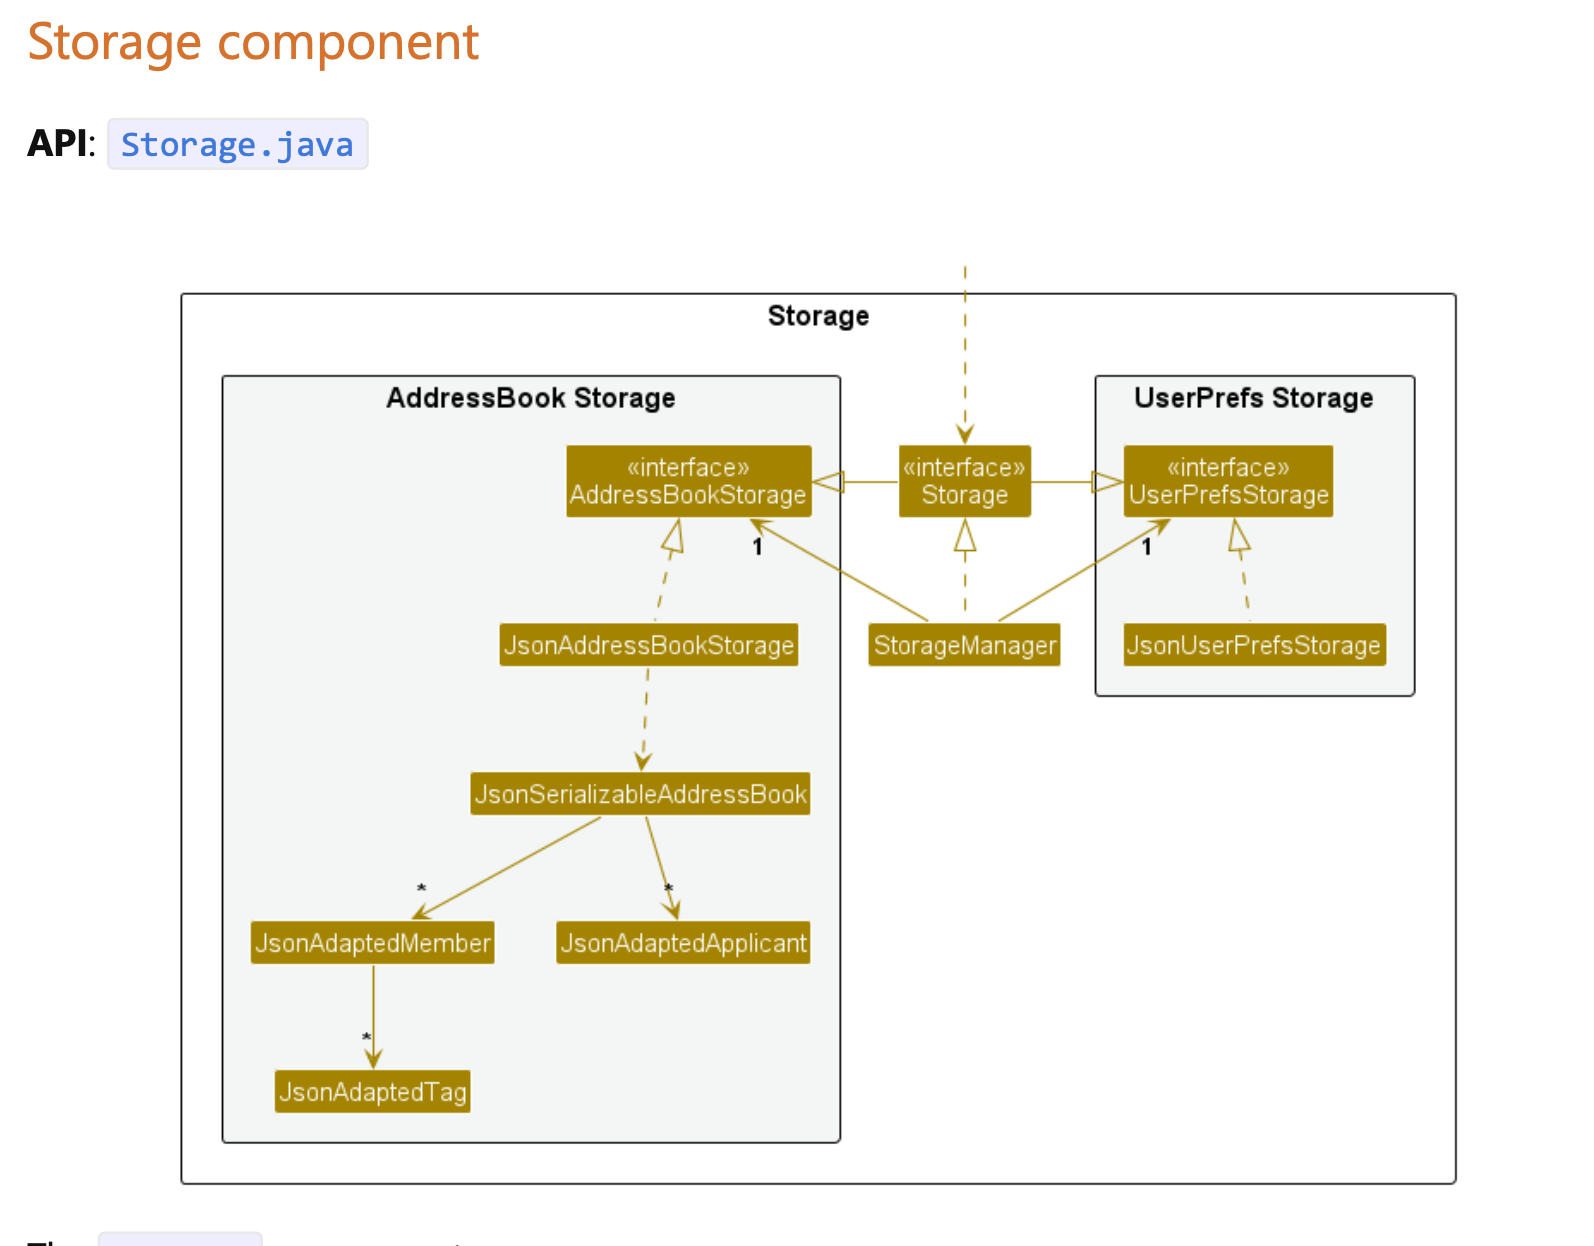 Storage component
API: Storage.java
Storage
AddressBook Storage
UserPrefs Storage
«interface»
AddressBookStorage
«interface»
Storage
«interface»
UserPrefsStorage
1
1
JsonAddressBookStorage
StorageManager
JsonUserPrefsStorage
JsonSerializableAddressBook
*
*
JsonAdaptedMember
JsonAdaptedApplicant
*
JsonAdaptedTag